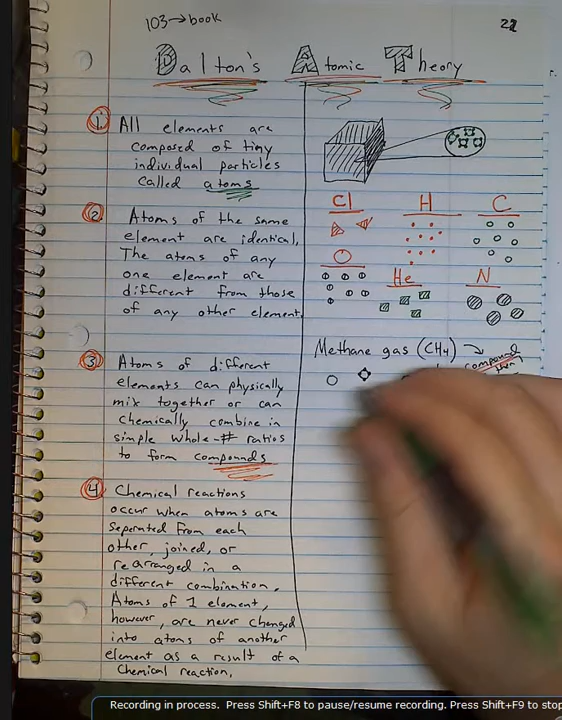 103→book
22
Dalton's Atomic Theory
1. All elements are
composed of tiny
individual particles
called atoms
2 Atoms of the same
element are identical,
The atoms of any
one element are
different from those
of any other element.
3 Atoms of different
elements can physically
mix together or can
chemically combine in
simple whole-# ratios
to form compounds
4 Chemical reactions
occur when atoms are
seperated from each
other, joined, or
rearranged in a
different combination.
Atoms of 1 element,
however, are never changed
into atoms of another
element as a result of a
chemical reaction.
Cl H C
O He N
Methane gas (CH4) →
compound
Recording in process. Press Shift+F8 to pause/resume recording. Press Shift+F9 to stop